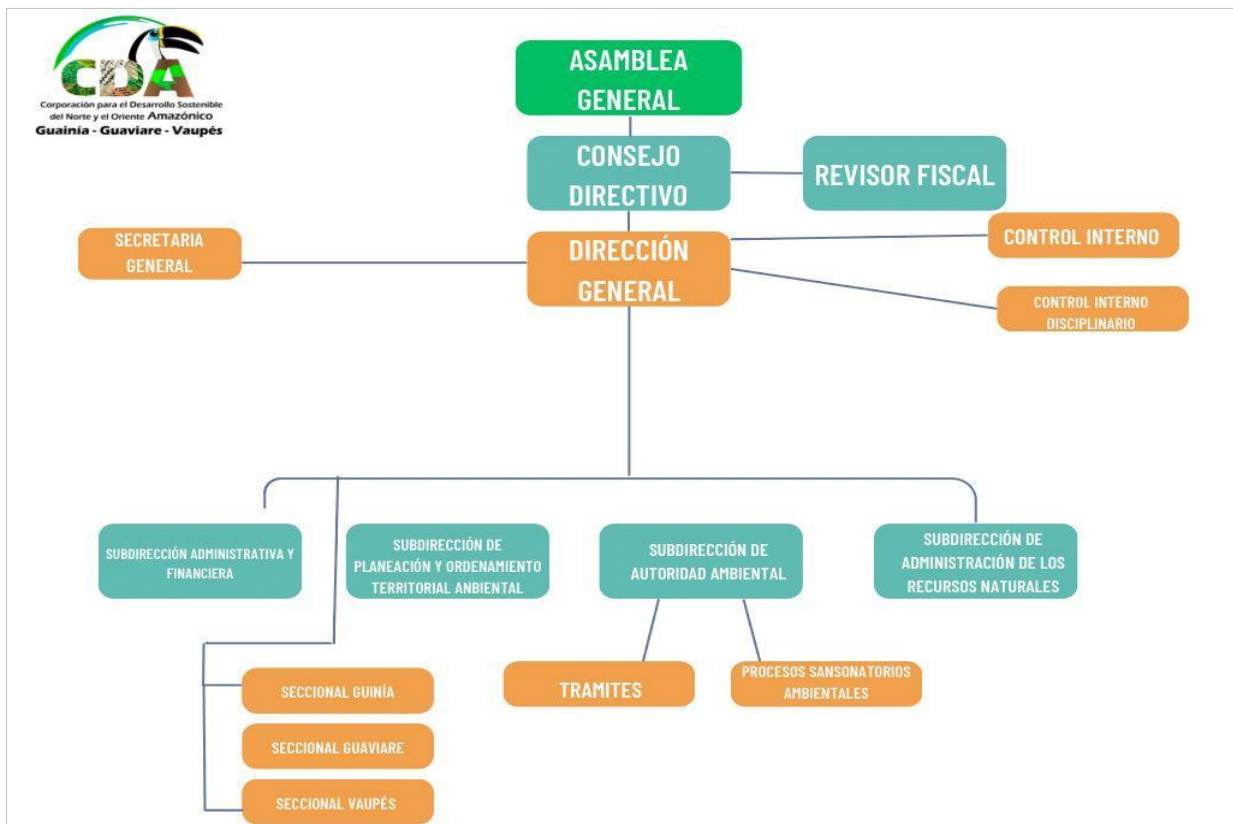 CDA
Corporación para el Desarrollo Sostenible
del Norte y el Oriente Amazónico
Guainía - Guaviare - Vaupés
ASAMBLEA
GENERAL
CONSEJO
DIRECTIVO
REVISOR FISCAL
SECRETARIA
GENERAL
DIRECCIÓN
GENERAL
CONTROL INTERNO
CONTROL INTERNO
DISCIPLINARIO
SUBDIRECCIÓN ADMINISTRATIVA Y
FINANCIERA
SUBDIRECCIÓN DE
PLANEACIÓN Y ORDENAMIENTO
TERRITORIAL ANBIENTAL
SUBDIRECCIÓN DE
AUTORIDAD AMBIENTAL
SUBDIRECCIÓN DE
ADMINISTRACIÓN DE LOS
RECURSOS NATURALES
TRAMITES
PROCESOS SANSONATORIOS
AMBIENTALES
SECCIONAL GUINÍA
SECCIONAL GUAVIARE
SECCIONAL VAUPÉS